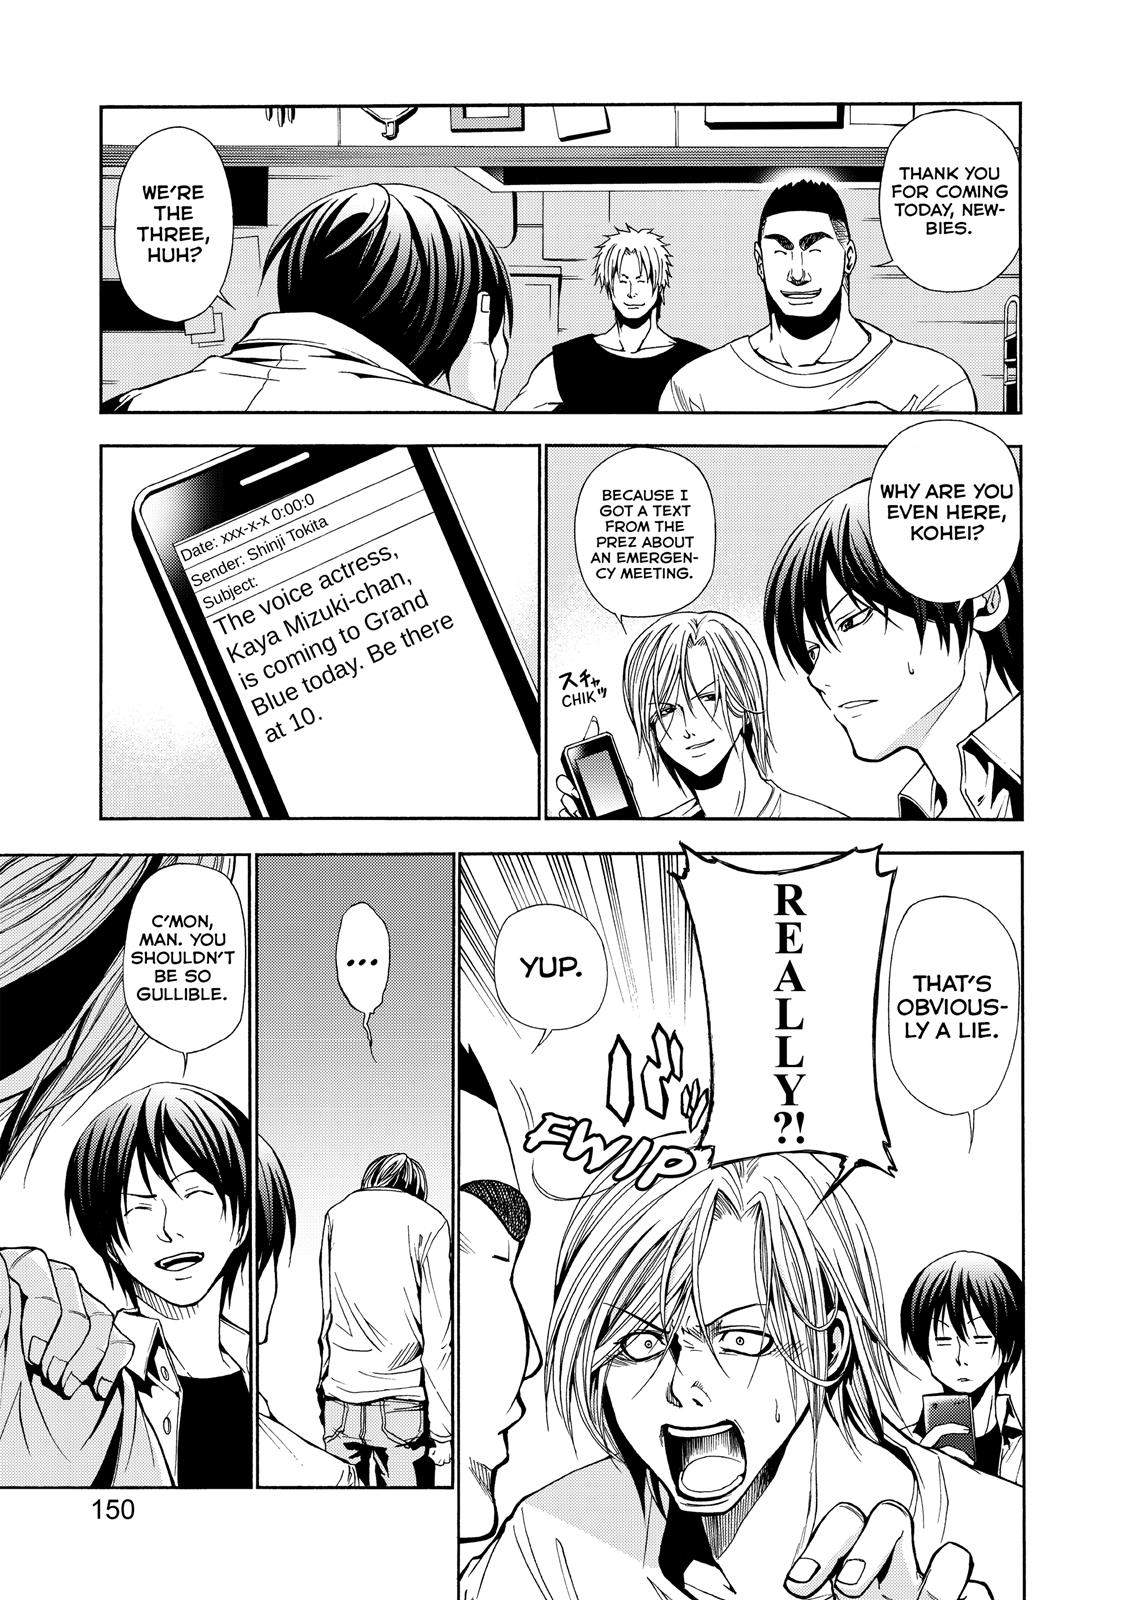 THANK YOU
FOR COMING
TODAY, NEW-
BIES.
WE'RE
THE
THREE,
HUH?
WHY ARE YOU
EVEN HERE,
KOHEI?
BECAUSE I
GOT A TEXT
FROM THE
PREZ ABOUT
AN EMERGEN-
CY MEETING.
スチャッ
CHIK
Date: xxx-x-x 0:00:0
Sender: Shinji Tokita
Subject:
The voice actress,
Kaya Mizuki-chan,
is coming to Grand
Blue today. Be there
at 10.
THAT'S
OBVIOUS-
LY A LIE.
REALLY?!
YUP.
FWIP
...
C'MON,
MAN. YOU
SHOULDN'T
BE SO
GULLIBLE.
150